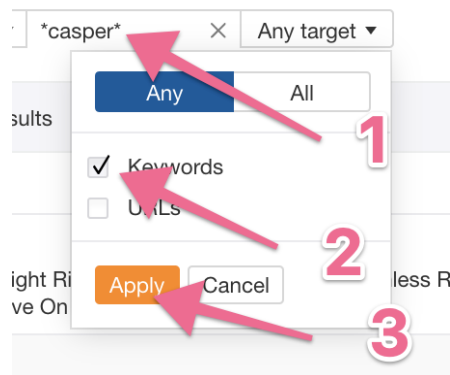 *casper* × Any target ▼
Any All
1
sults
✓ Keywords
URLs
2
Apply Cancel
ight Ri less R
ve On
3